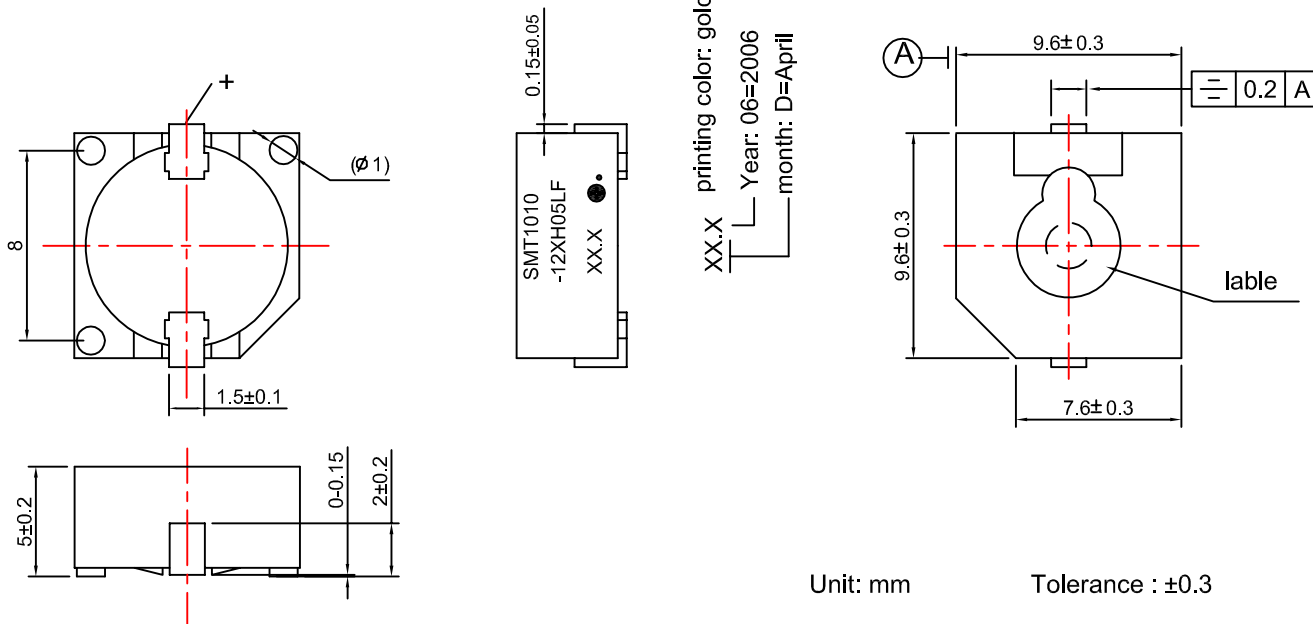 +
(Ø 1)
8
1.5±0.1
5±0.2
0-0.15
2±0.2
0.15±0.05
SMT1010
-12XH05LF
XX.X
printing color:
XX.X
Year: 06=2006
month: D=April
A
9.6±0.3
0.2 A
9.6±0.3
lable
7.6±0.3
Unit: mm Tolerance : ±0.3